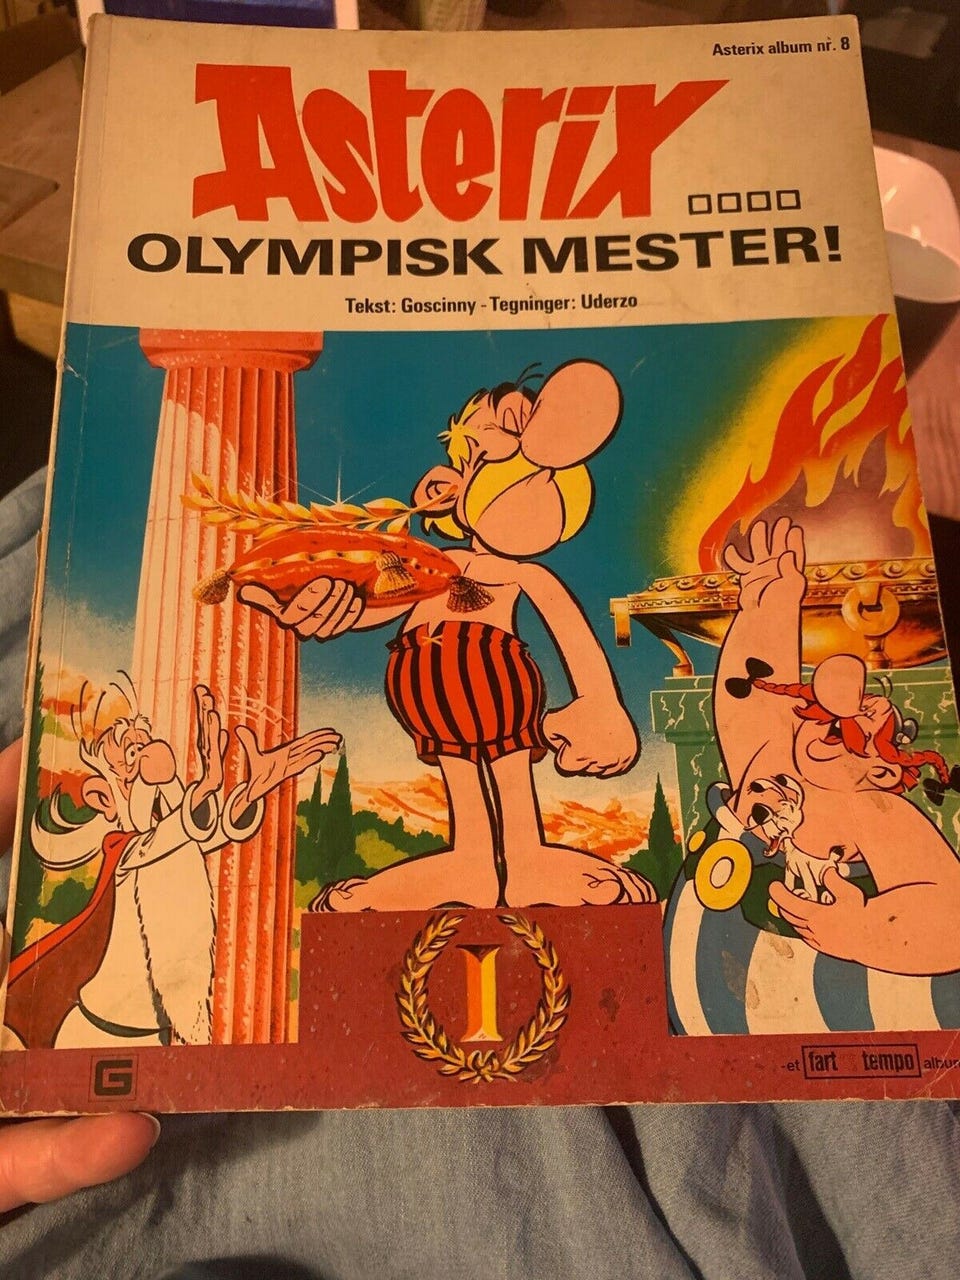 Asterix album nr. 8
Asterix ....
OLYMPISK MESTER!
Tekst: Goscinny - Tegninger: Uderzo
I
G
-et fart tempo album